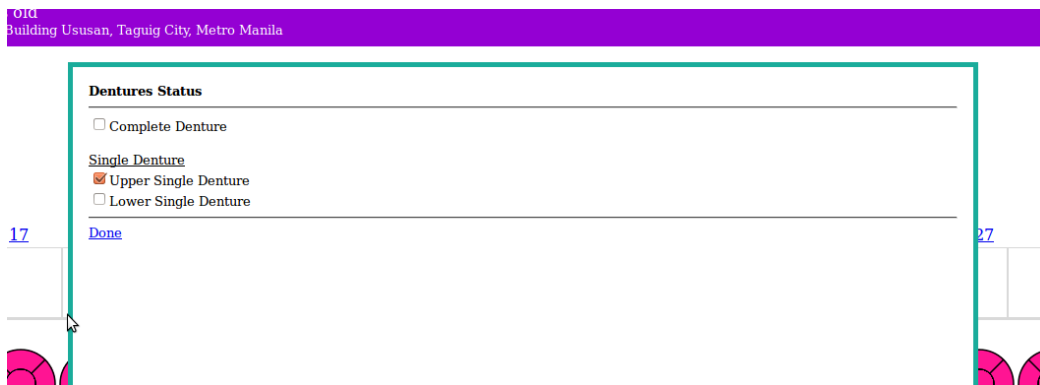 old
Building Ususan, Taguig City, Metro Manila
Dentures Status
Complete Denture
Single Denture
Upper Single Denture
Lower Single Denture
17
Done
27